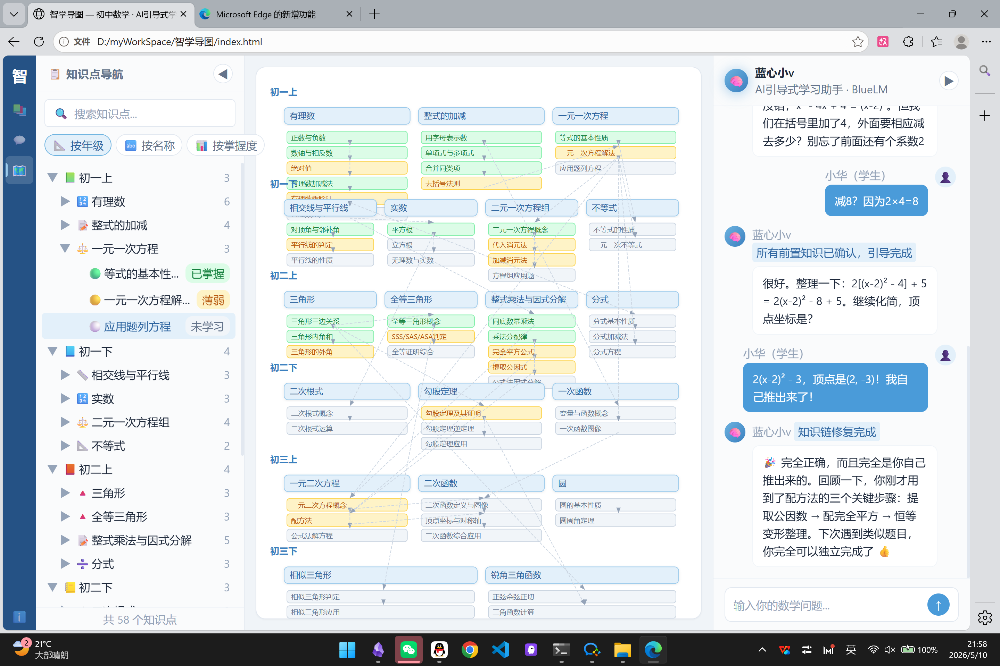 智学导图 — 初中数学 · AI引导式学
Microsoft Edge 的新增功能
文件 D:/myWorkSpace/智学导图/index.html
智
知识点导航
搜索知识点...
按年级
按名称
按掌握度
初一上 3
有理数 6
整式的加减 4
一元一次方程 3
等式的基本性... 已掌握
一元一次方程解... 薄弱
应用题列方程 未学习
初一下 4
相交线与平行线 3
实数 3
二元一次方程组 4
不等式 2
初二上 4
三角形 3
全等三角形 3
整式乘法与因式分解 5
分式 3
初二下 3
共 58 个知识点
初一上
有理数
正数与负数
数轴与相反数
绝对值
有理数加减法
有理数乘除法
整式的加减
用字母表示数
单项式与多项式
合并同类项
去括号法则
一元一次方程
等式的基本性质
一元一次方程解法
应用题列方程
初一下
相交线与平行线
对顶角与邻补角
平行线的判定
平行线的性质
实数
平方根
立方根
无理数与实数
二元一次方程组
二元一次方程概念
代入消元法
加减消元法
方程组应用题
不等式
不等式的性质
一元一次不等式
初二上
三角形
三角形三边关系
三角形内角和
三角形的外角
全等三角形
全等三角形概念
SSS/SAS/ASA判定
全等证明综合
整式乘法与因式分解
同底数幂乘法
乘法分配律
完全平方公式
提取公因式
公式法因式分解
分式
分式基本性质
分式加减法
分式方程
初二下
二次根式
二次根式概念
二次根式运算
勾股定理
勾股定理及其证明
勾股定理逆定理
勾股定理应用
一次函数
变量与函数概念
一次函数图像
初三上
一元二次方程
一元二次方程概念
配方法
公式法解方程
二次函数
二次函数定义与图像
顶点坐标与对称轴
二次函数综合应用
圆
圆的基本性质
圆周角定理
初三下
相似三角形
相似三角形判定
相似三角形应用
锐角三角函数
正弦余弦正切
三角函数计算
蓝心小v
AI引导式学习助手 · BlueLM
没错，x² - 4x + 4 = (x-2)²。但我
们在括号里加了4，外面要相应减
去多少？别忘了前面还有个系数2
小华（学生）
减8？因为2×4=8
蓝心小v
所有前置知识已确认，引导完成
很好。整理一下：2[(x-2)² - 4] + 5
= 2(x-2)² - 8 + 5。继续化简，顶
点坐标是？
小华（学生）
2(x-2)² - 3，顶点是(2, -3)！我自
己推出来了！
蓝心小v 知识链修复完成
🎉 完全正确，而且完全是你自己
推出来的。回顾一下，你刚才用
到了配方法的三个关键步骤：提
取公因数 → 配完全平方 → 恒等
变形整理。下次遇到类似题目，
你完全可以独立完成了 👍
输入你的数学问题...
2
21°C
大部晴朗
英
100%
21:58
2026/5/10